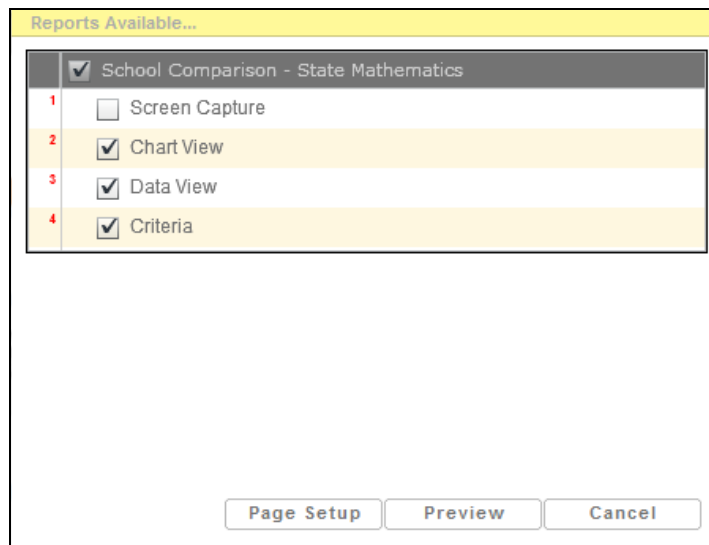 Reports Available...
School Comparison - State Mathematics
1 Screen Capture
2 Chart View
3 Data View
4 Criteria
Page Setup Preview Cancel